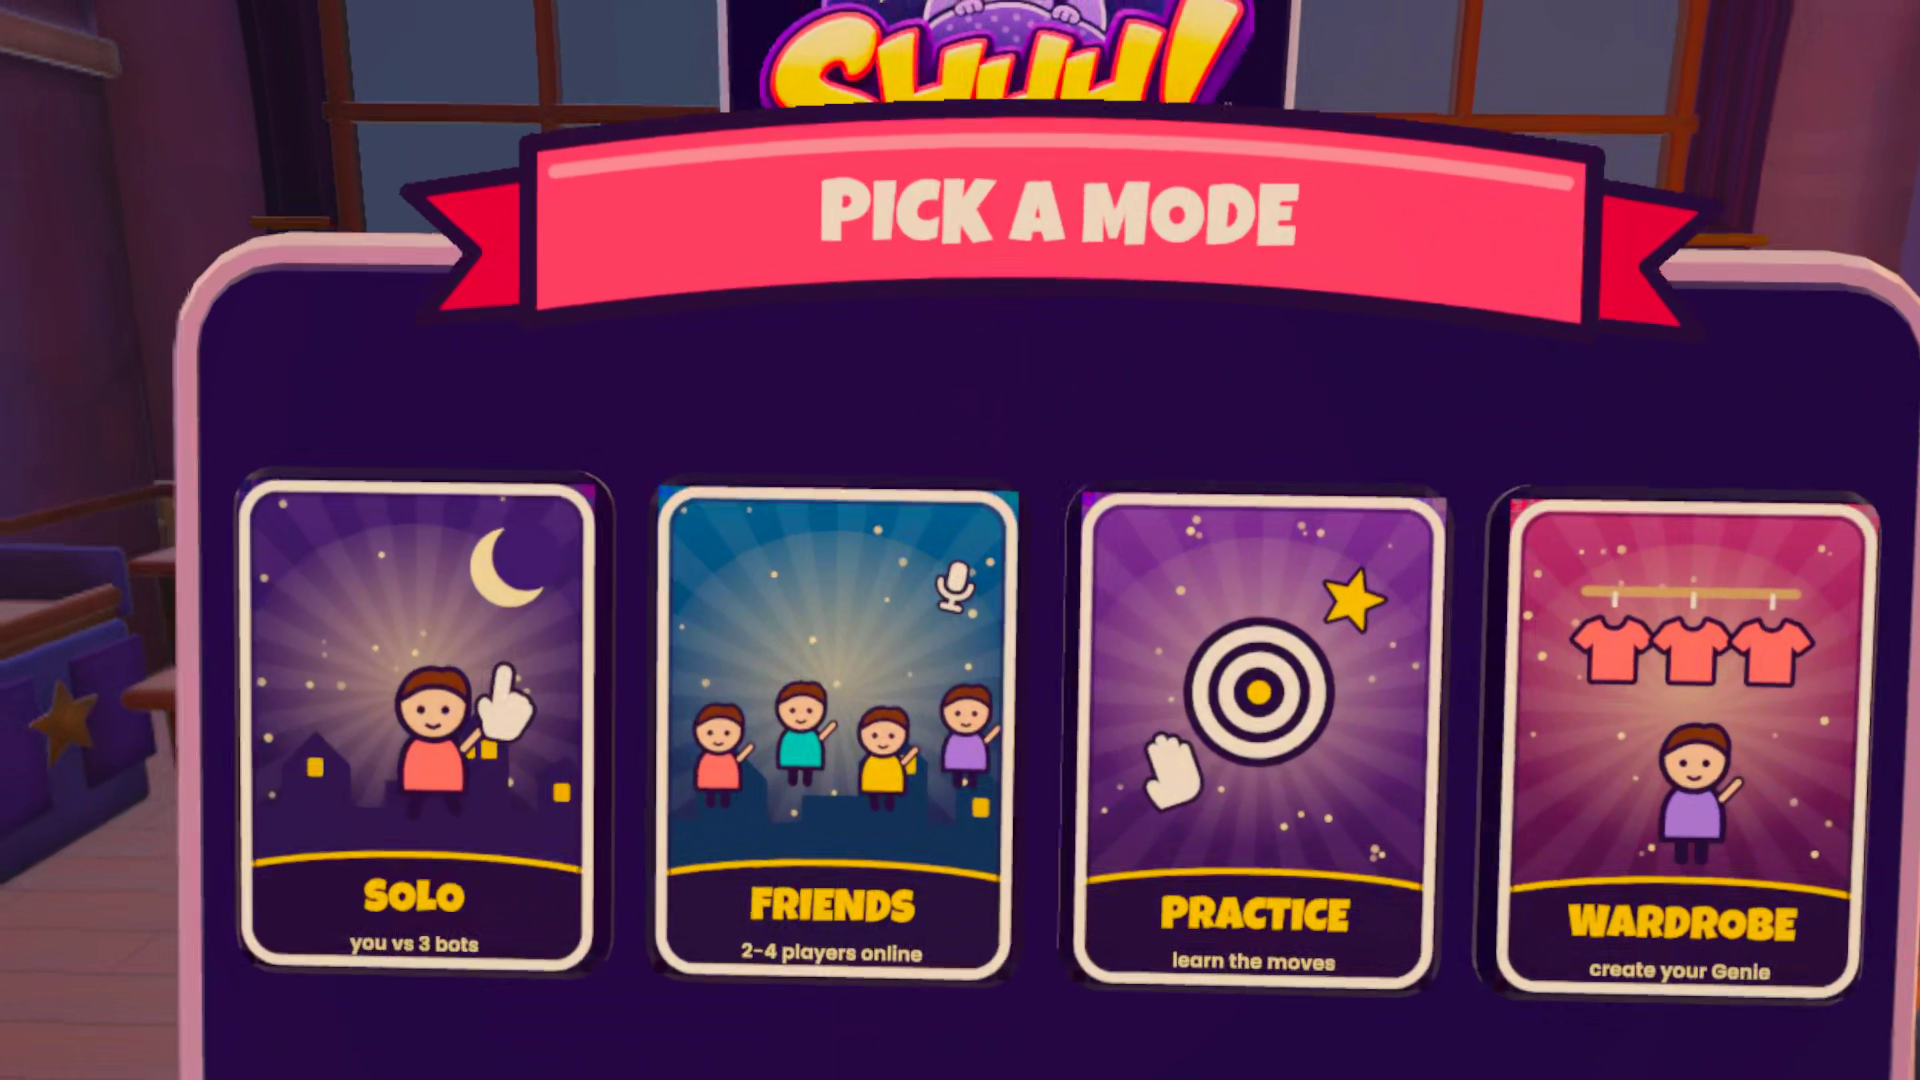 SHHH!
PICK A MODE
SOLO
you vs 3 bots
FRIENDS
2-4 players online
PRACTICE
learn the moves
WARDROBE
create your Genie